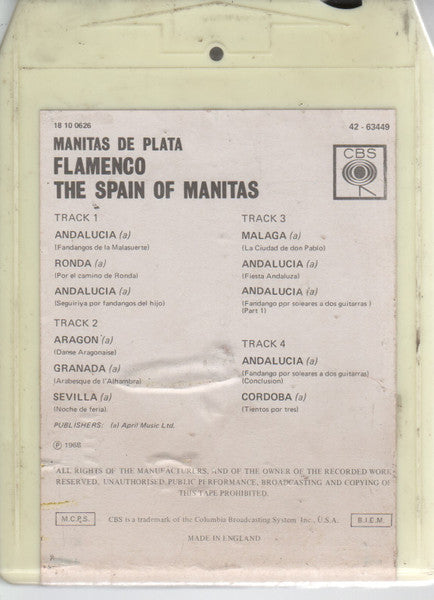 18 10 0626
42 - 63449
MANITAS DE PLATA
FLAMENCO
THE SPAIN OF MANITAS
CBS
TRACK 1
ANDALUCIA (a)
(Fandangos de la Malasuerte)
RONDA (a)
(Por el camino de Ronda)
ANDALUCIA (a)
(Seguiriya por fandangos del hijo)
TRACK 2
ARAGON (a)
(Danse Aragonaise)
GRANADA (a)
(Arabesque de l'Alhambra)
SEVILLA (a)
(Noche de feria)
TRACK 3
MALAGA (a)
(La Ciudad de don Pablo)
ANDALUCIA (a)
(Fiesta Andaluza)
ANDALUCIA (a)
(Fandango por soleares a dos guitarras)
(Part 1)
TRACK 4
ANDALUCIA (a)
(Fandango por soleares a dos guitarras)
(Conclusion)
CORDOBA (a)
(Tientos por tres)
PUBLISHERS: (a) April Music Ltd.
℗ 1968
ALL RIGHTS OF THE MANUFACTURERS, AND OF THE OWNER OF THE RECORDED WORK
RESERVED. UNAUTHORISED PUBLIC PERFORMANCE, BROADCASTING AND COPYING OF
THIS TAPE PROHIBITED.
M.C.P.S.
CBS is a trademark of the Columbia Broadcasting System Inc., U.S.A.
B.I.E.M.
MADE IN ENGLAND